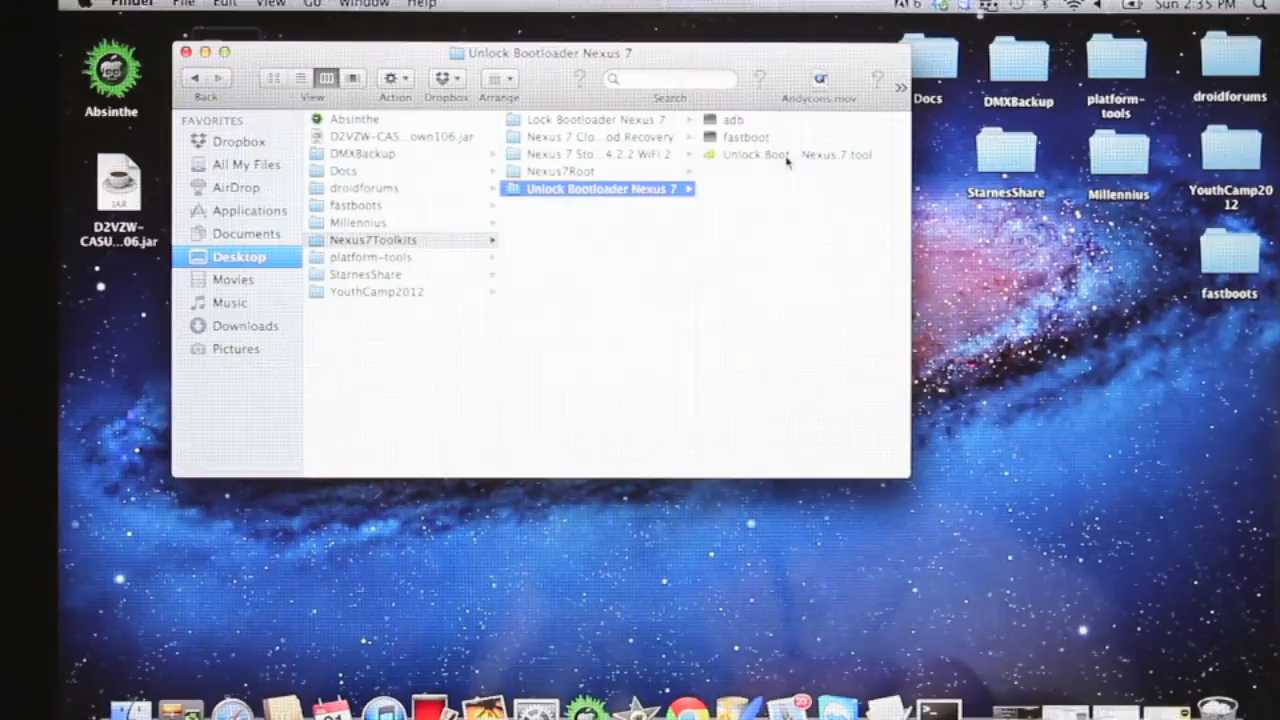 Finder File Edit View Go Window Help
6
Sun 2:35 PM
Unlock Bootloader Nexus 7
Back
View
Action
Dropbox
Arrange
Search
Andycons.mov
FAVORITES
Dropbox
All My Files
AirDrop
Applications
Documents
Desktop
Movies
Music
Downloads
Pictures
Absinthe
D2VZW-CAS...own106.jar
DMXBackup
Docs
droidforums
fastboots
Millennius
Nexus7Toolkits
platform-tools
StarnesShare
YouthCamp2012
Lock Bootloader Nexus 7
Nexus 7 Clo...od Recovery
Nexus 7 Sto...4.2.2 WiFi 2
Nexus7Root
Unlock Bootloader Nexus 7
adb
fastboot
Unlock Boot Nexus.7.tool
Absinthe
JAR
D2VZW-
CASU...06.jar
Docs
DMXBackup
platform-
tools
droidforums
StarnesShare
Millennius
YouthCamp2
012
fastboots